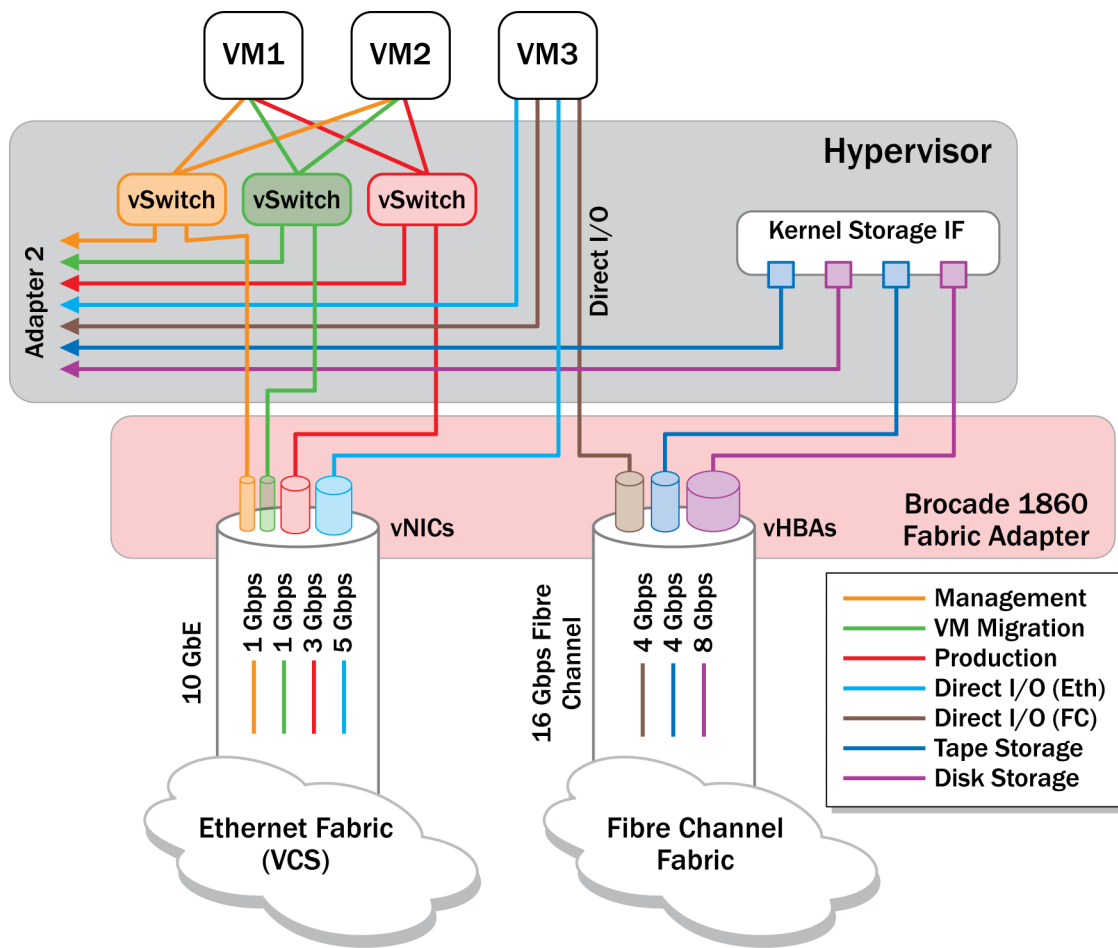 VM1
VM2
VM3
Hypervisor
vSwitch
vSwitch
vSwitch
Kernel Storage IF
Adapter 2
Direct I/O
vNICs
vHBAs
Brocade 1860
Fabric Adapter
10 GbE
1 Gbps
1 Gbps
3 Gbps
5 Gbps
16 Gbps Fibre
Channel
4 Gbps
4 Gbps
8 Gbps
Management
VM Migration
Production
Direct I/O (Eth)
Direct I/O (FC)
Tape Storage
Disk Storage
Ethernet Fabric
(VCS)
Fibre Channel
Fabric